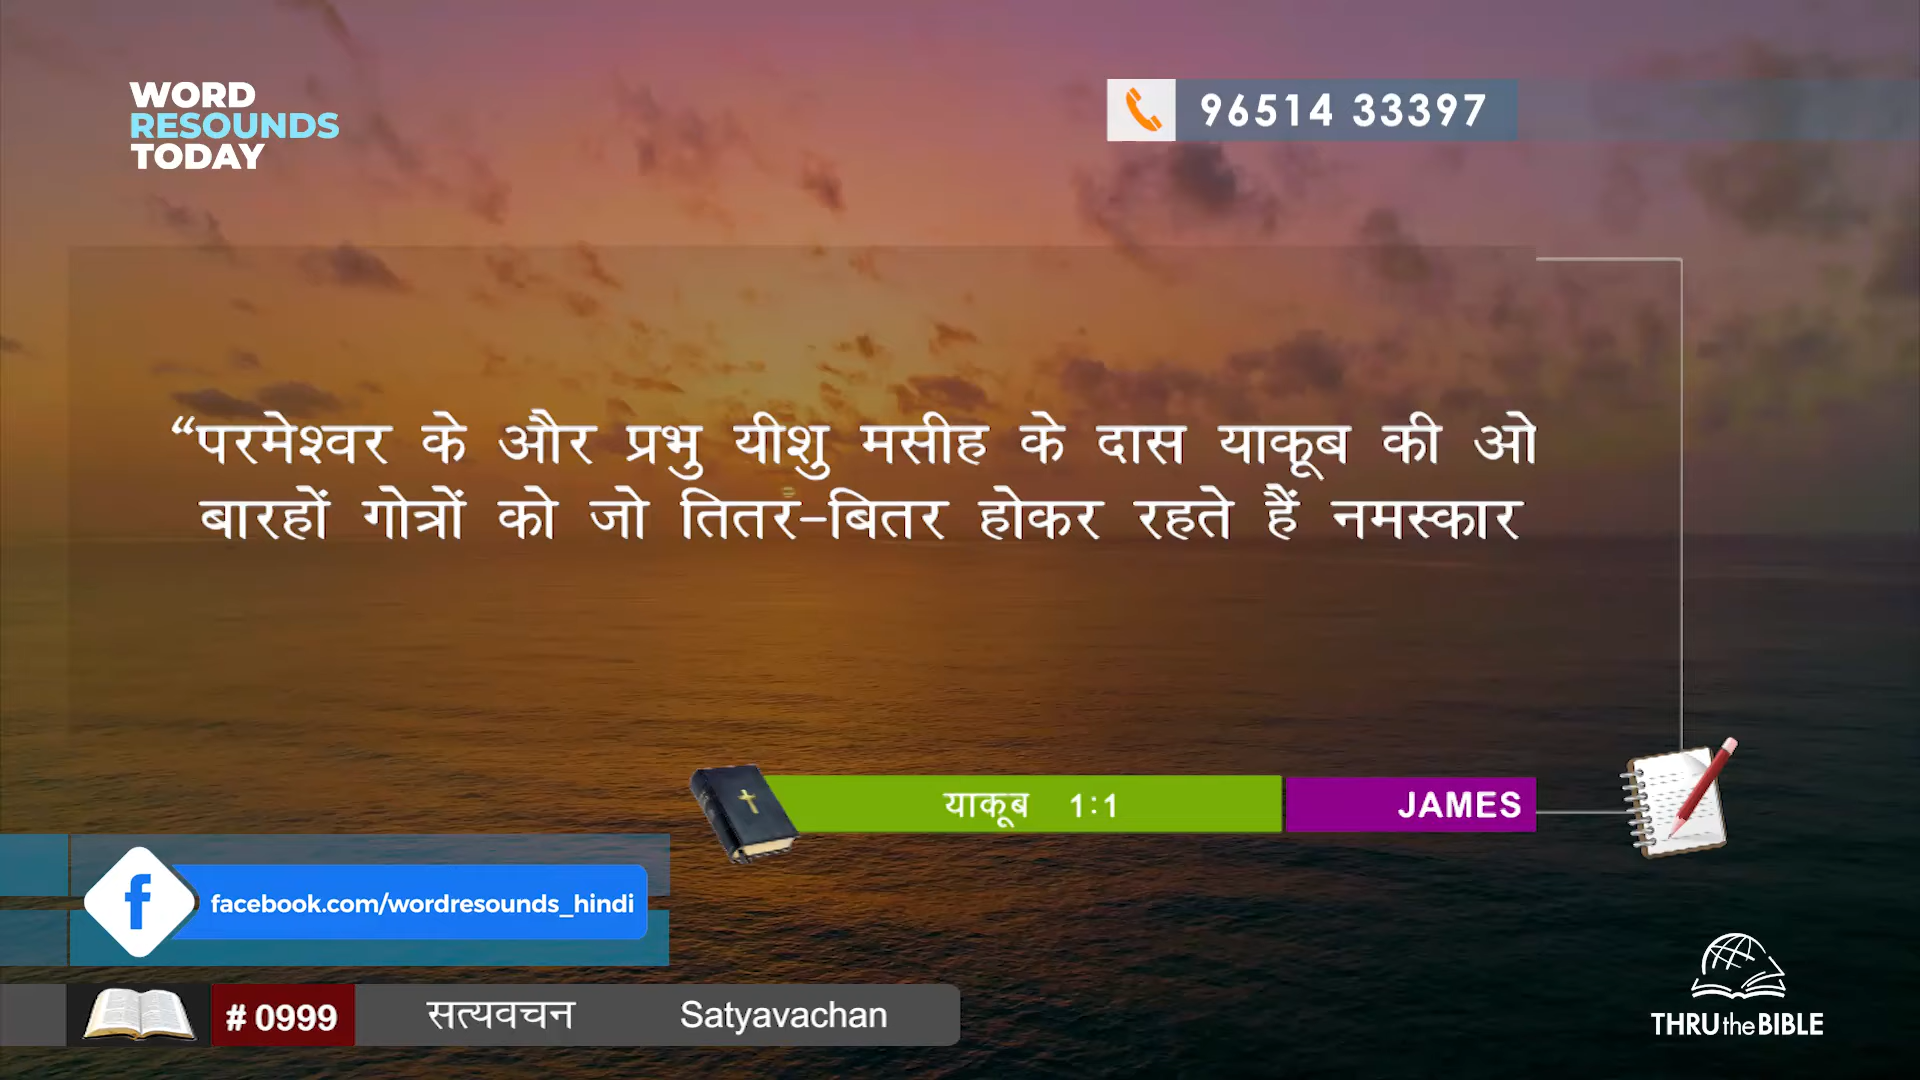 WORD
RESOUNDS
TODAY
96514 33397
“परमेश्वर के और प्रभु यीशु मसीह के दास याकूब की ओ
बारहों गोत्रों को जो तितर-बितर होकर रहते हैं नमस्कार
याकूब 1:1 JAMES
facebook.com/wordresounds_hindi
# 0999 सत्यवचन Satyavachan
THRU the BIBLE